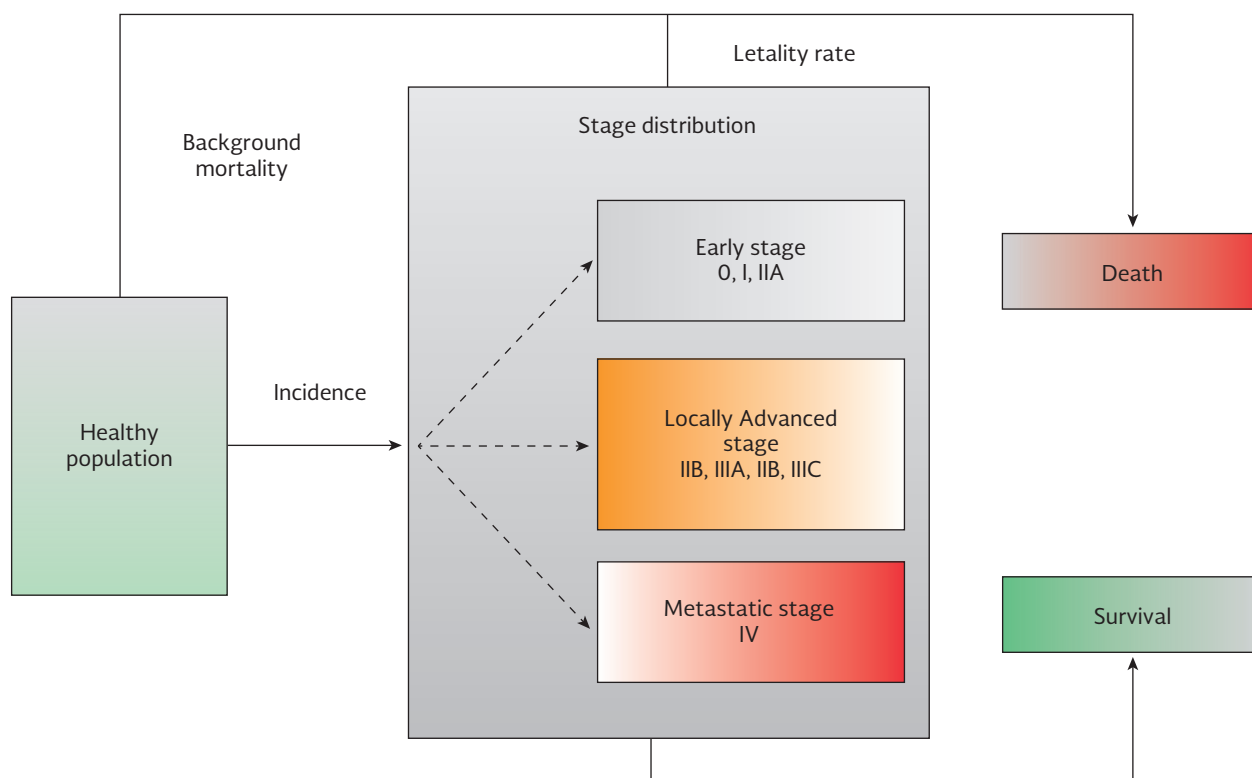 Letality rate
Background
mortality
Stage distribution
Early stage
0, I, IIA
Death
Incidence
Healthy
population
Locally Advanced
stage
IIB, IIIA, IIB, IIIC
Metastatic stage
IV
Survival